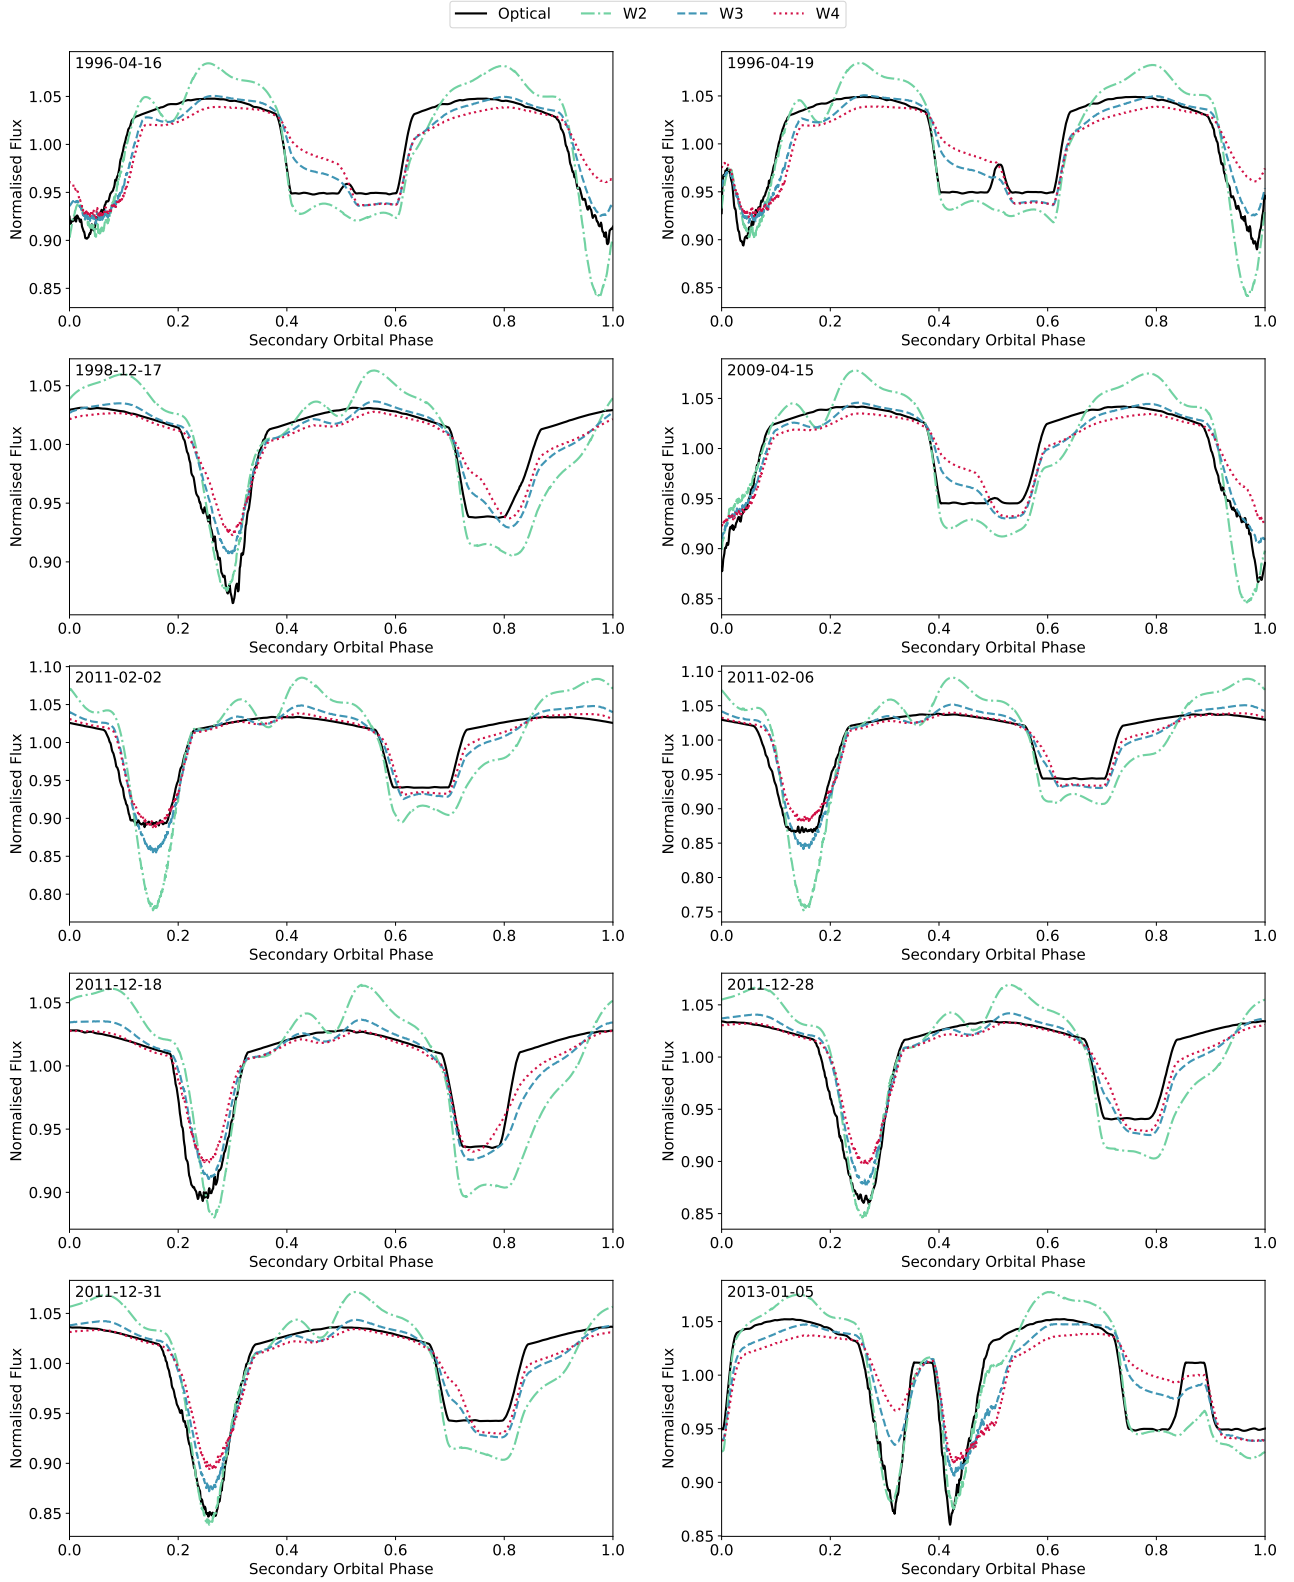 Optical W2 W3 W4
1996-04-16
1.05
1.00
0.95
0.90
0.85
Normalised Flux
0.0 0.2 0.4 0.6 0.8 1.0
Secondary Orbital Phase
1996-04-19
1.05
1.00
0.95
0.90
0.85
Normalised Flux
0.0 0.2 0.4 0.6 0.8 1.0
Secondary Orbital Phase
1998-12-17
1.05
1.00
0.95
0.90
Normalised Flux
0.0 0.2 0.4 0.6 0.8 1.0
Secondary Orbital Phase
2009-04-15
1.05
1.00
0.95
0.90
0.85
Normalised Flux
0.0 0.2 0.4 0.6 0.8 1.0
Secondary Orbital Phase
2011-02-02
1.10
1.05
1.00
0.95
0.90
0.85
0.80
Normalised Flux
0.0 0.2 0.4 0.6 0.8 1.0
Secondary Orbital Phase
2011-02-06
1.10
1.05
1.00
0.95
0.90
0.85
0.80
0.75
Normalised Flux
0.0 0.2 0.4 0.6 0.8 1.0
Secondary Orbital Phase
2011-12-18
1.05
1.00
0.95
0.90
Normalised Flux
0.0 0.2 0.4 0.6 0.8 1.0
Secondary Orbital Phase
2011-12-28
1.05
1.00
0.95
0.90
0.85
Normalised Flux
0.0 0.2 0.4 0.6 0.8 1.0
Secondary Orbital Phase
2011-12-31
1.05
1.00
0.95
0.90
0.85
Normalised Flux
0.0 0.2 0.4 0.6 0.8 1.0
Secondary Orbital Phase
2013-01-05
1.05
1.00
0.95
0.90
0.85
Normalised Flux
0.0 0.2 0.4 0.6 0.8 1.0
Secondary Orbital Phase